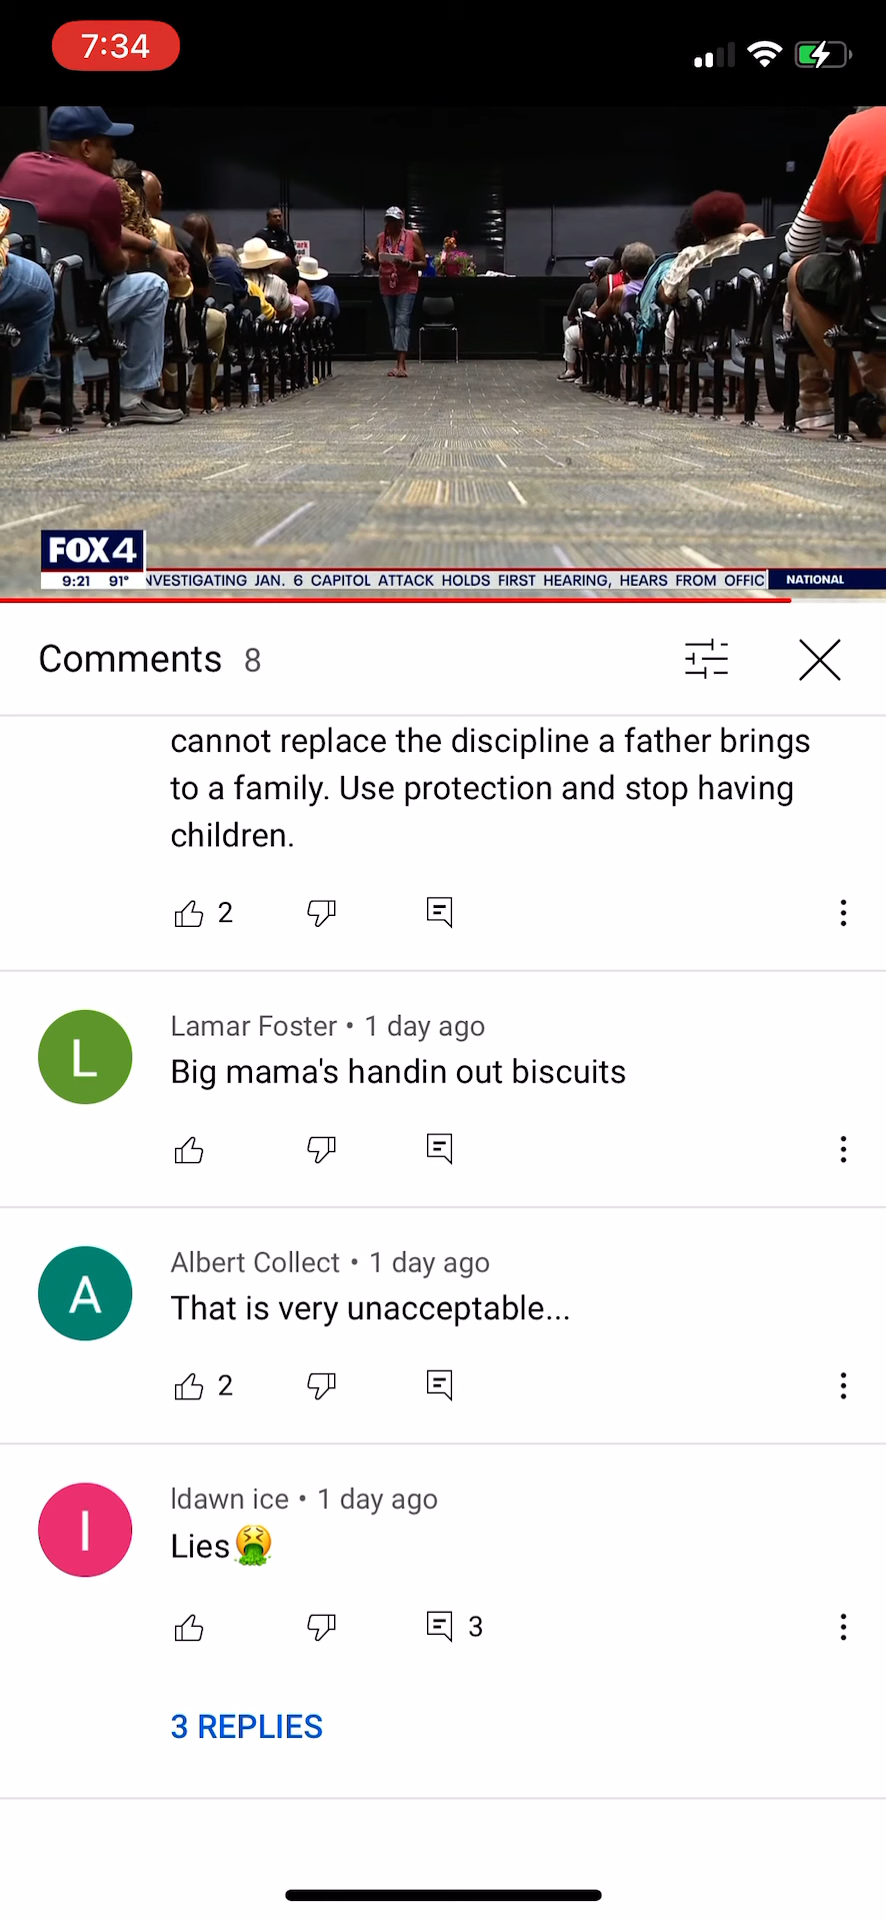 7:34
FOX 4
9:21 91° NVESTIGATING JAN. 6 CAPITOL ATTACK HOLDS FIRST HEARING, HEARS FROM OFFIC NATIONAL
Comments 8
cannot replace the discipline a father brings
to a family. Use protection and stop having
children.
2
L
Lamar Foster • 1 day ago
Big mama's handin out biscuits
A
Albert Collect • 1 day ago
That is very unacceptable...
2
I
Idawn ice • 1 day ago
Lies🤮
3
3 REPLIES